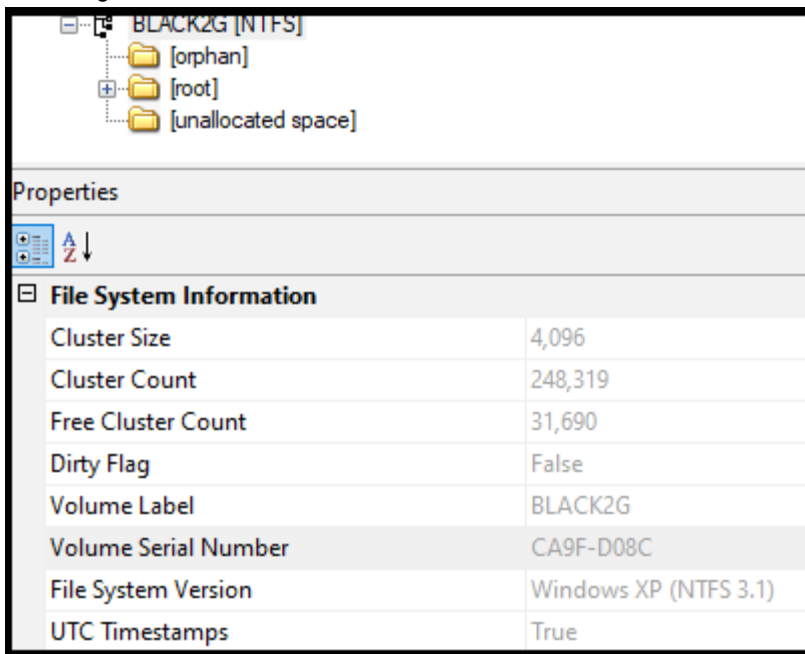 BLACK2G [NTFS]
[orphan]
[root]
[unallocated space]
Properties
A
Z
File System Information
Cluster Size 4,096
Cluster Count 248,319
Free Cluster Count 31,690
Dirty Flag False
Volume Label BLACK2G
Volume Serial Number CA9F-D08C
File System Version Windows XP (NTFS 3.1)
UTC Timestamps True